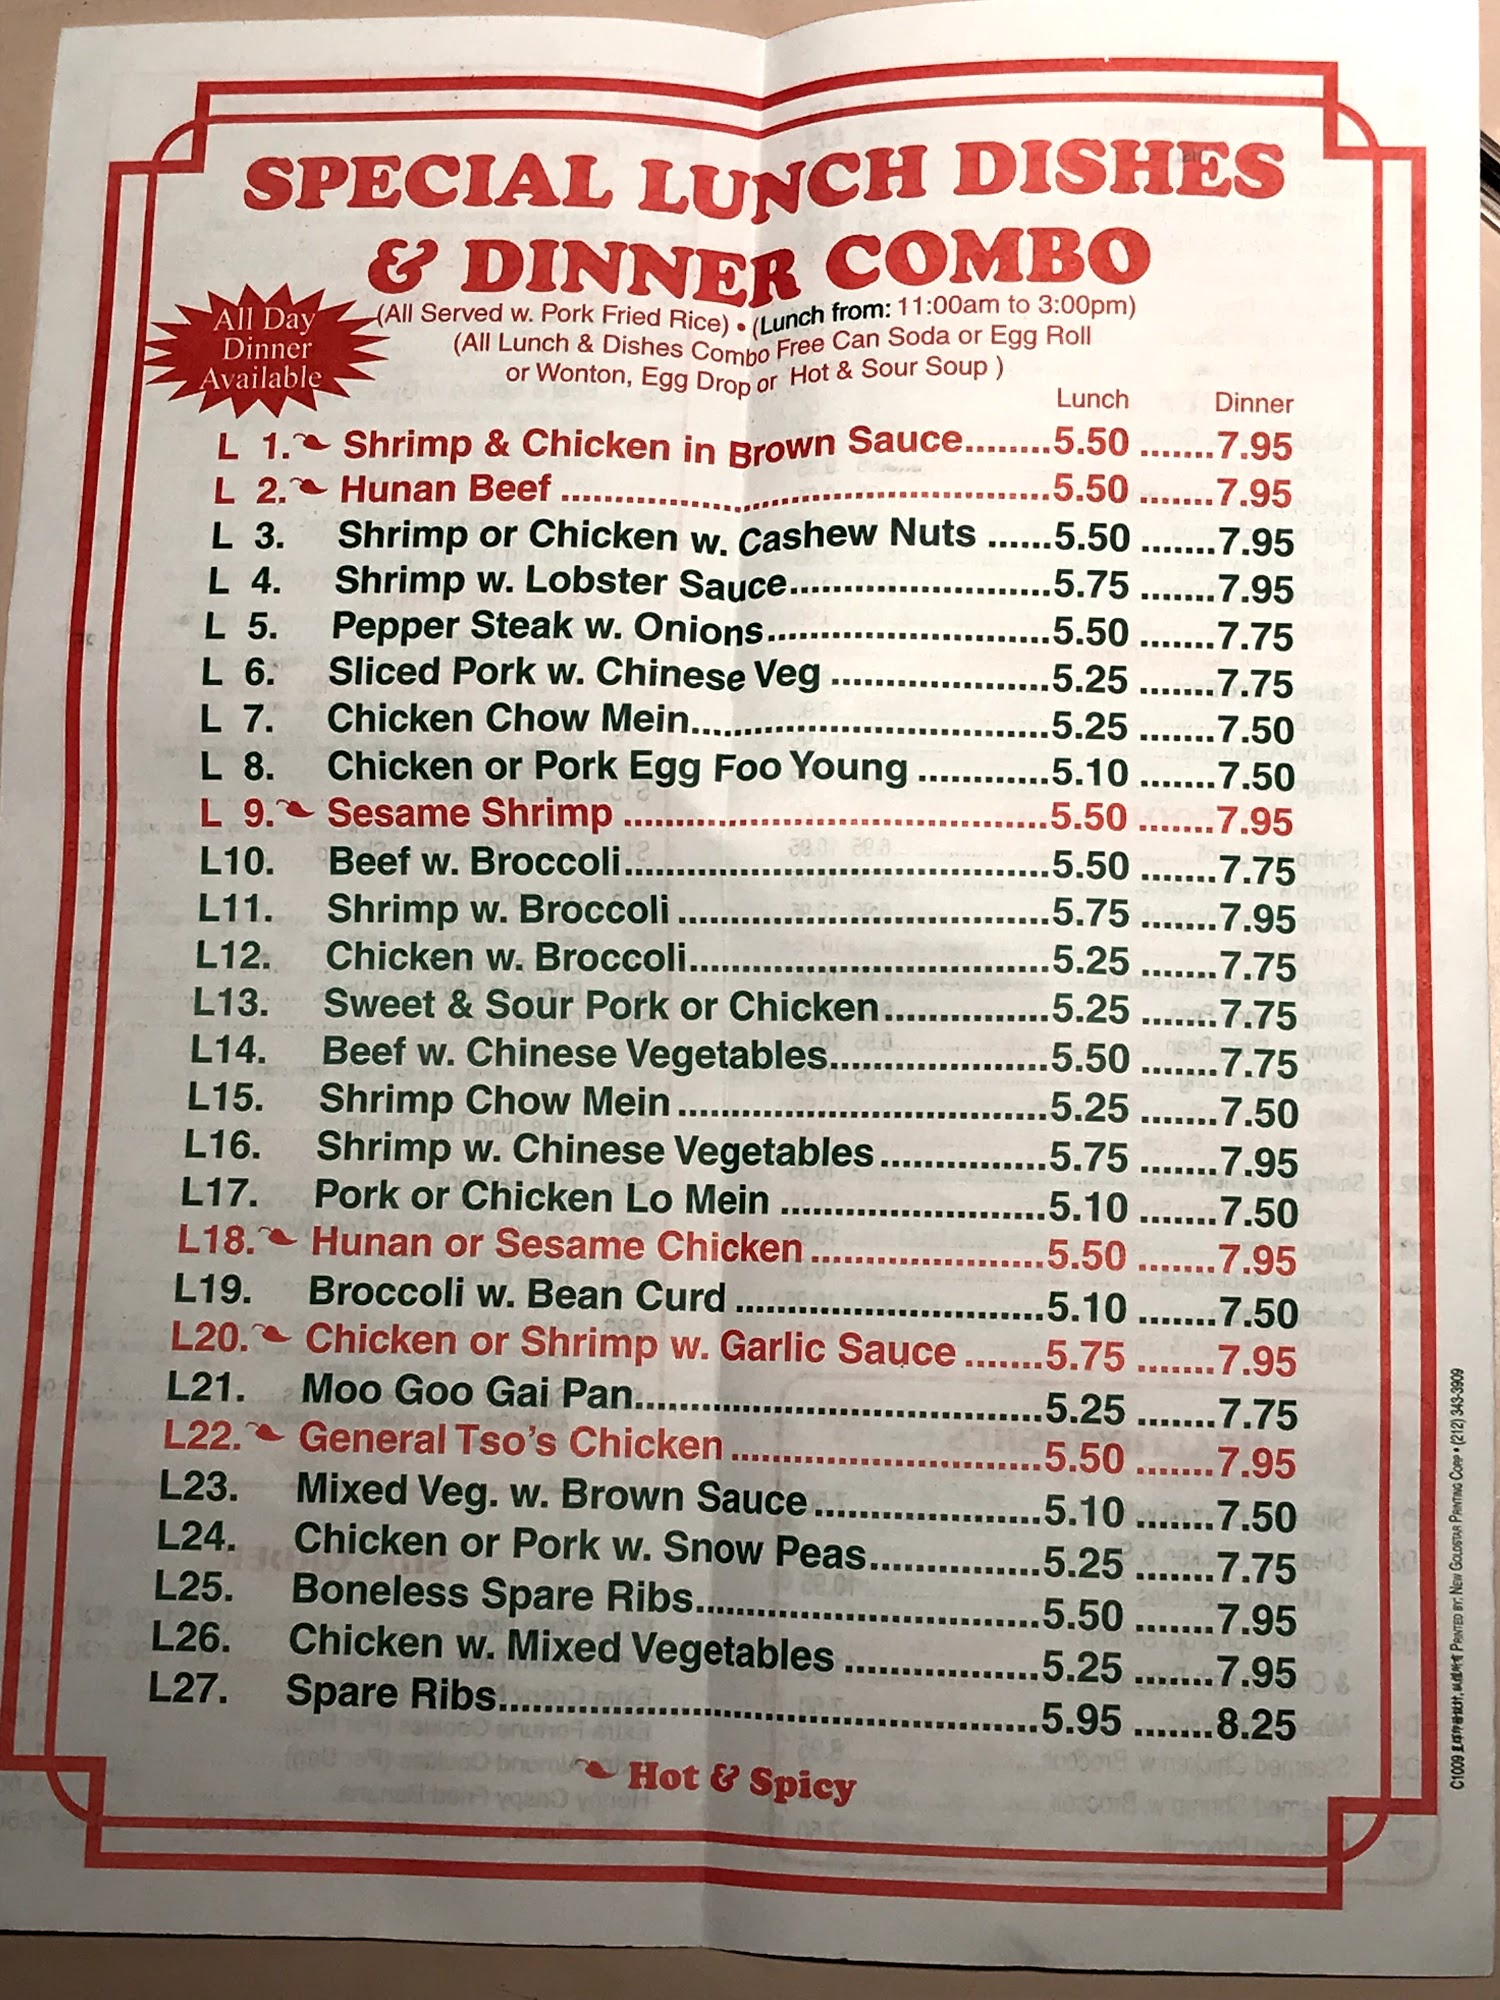 SPECIAL LUNCH DISHES
& DINNER COMBO
All Day
Dinner
Available
(All Served w. Pork Fried Rice) • (Lunch from: 11:00am to 3:00pm)
(All Lunch & Dishes Combo Free Can Soda or Egg Roll
or Wonton, Egg Drop or Hot & Sour Soup )
Lunch Dinner
L 1. Shrimp & Chicken in Brown Sauce........5.50 .......7.95
L 2. Hunan Beef ..............................................5.50 .......7.95
L 3. Shrimp or Chicken w. Cashew Nuts ......5.50 .......7.95
L 4. Shrimp w. Lobster Sauce.........................5.75 .......7.95
L 5. Pepper Steak w. Onions...........................5.50 .......7.75
L 6. Sliced Pork w. Chinese Veg .....................5.25 .......7.75
L 7. Chicken Chow Mein..................................5.25 .......7.50
L 8. Chicken or Pork Egg Foo Young .............5.10 .......7.50
L 9. Sesame Shrimp ........................................5.50 .......7.95
L10. Beef w. Broccoli........................................5.50 .......7.75
L11. Shrimp w. Broccoli ...................................5.75 .......7.95
L12. Chicken w. Broccoli..................................5.25 .......7.75
L13. Sweet & Sour Pork or Chicken................5.25 .......7.75
L14. Beef w. Chinese Vegetables.....................5.50 .......7.75
L15. Shrimp Chow Mein ...................................5.25 .......7.50
L16. Shrimp w. Chinese Vegetables................5.75 .......7.95
L17. Pork or Chicken Lo Mein .........................5.10 .......7.50
L18. Hunan or Sesame Chicken ......................5.50 .......7.95
L19. Broccoli w. Bean Curd .............................5.10 .......7.50
L20. Chicken or Shrimp w. Garlic Sauce .......5.75 .......7.95
L21. Moo Goo Gai Pan......................................5.25 .......7.75
L22. General Tso's Chicken .............................5.50 .......7.95
L23. Mixed Veg. w. Brown Sauce .....................5.10 .......7.50
L24. Chicken or Pork w. Snow Peas................5.25 .......7.75
L25. Boneless Spare Ribs.................................5.50 .......7.95
L26. Chicken w. Mixed Vegetables ..................5.25 .......7.95
L27. Spare Ribs...................................................5.95 .......8.25
Hot & Spicy
C1009 PRINTED BY: NEW GOLDSTAR PRINTING CORP • (212) 343-3909